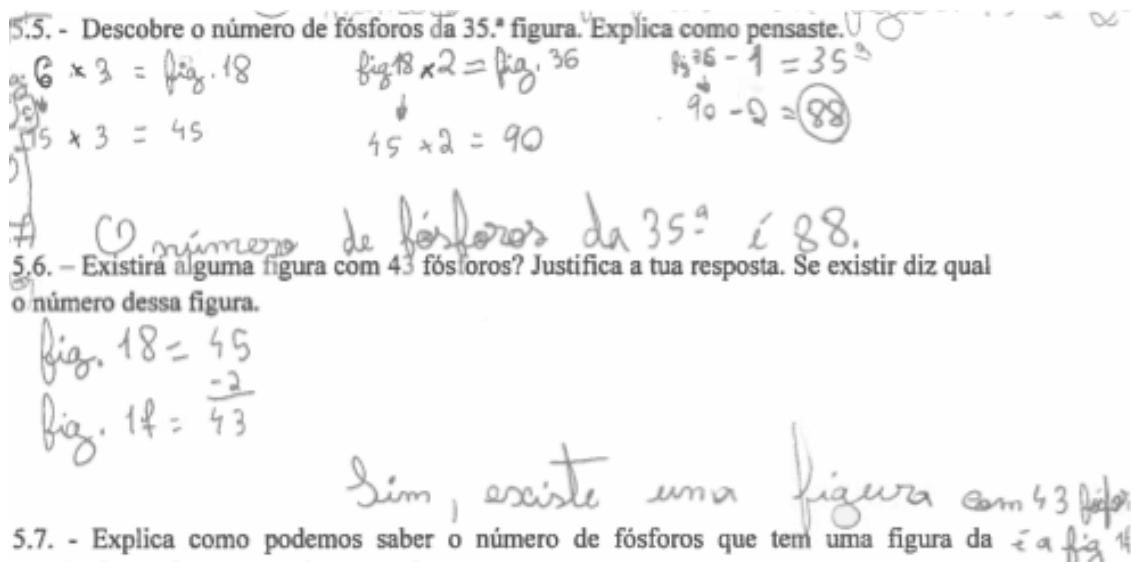 5.5. - Descobre o número de fósforos da 35.ª figura. Explica como pensaste.
6 x 3 = fig. 18 fig 18 x 2 = fig. 36 fig 36 - 1 = 35ª
15 x 3 = 45 45 x 2 = 90 90 - 2 = 88
O número de fósforos da 35ª é 88.
5.6. – Existirá alguma figura com 43 fósforos? Justifica a tua resposta. Se existir diz qual
o número dessa figura.
fig. 18 = 45
-2
fig. 17 = 43
Sim, existe uma figura com 43
5.7. - Explica como podemos saber o número de fósforos que tem uma figura da é a fig